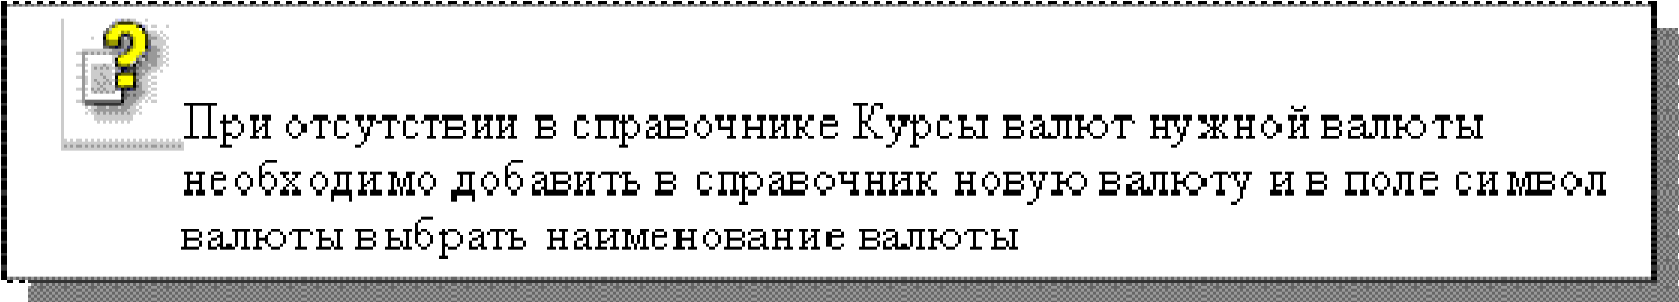 При отсутствии в справочнике Курсы валют нужной валюты
необходимо добавить в справочник новую валюту и в поле символ
валюты выбрать наименование валюты